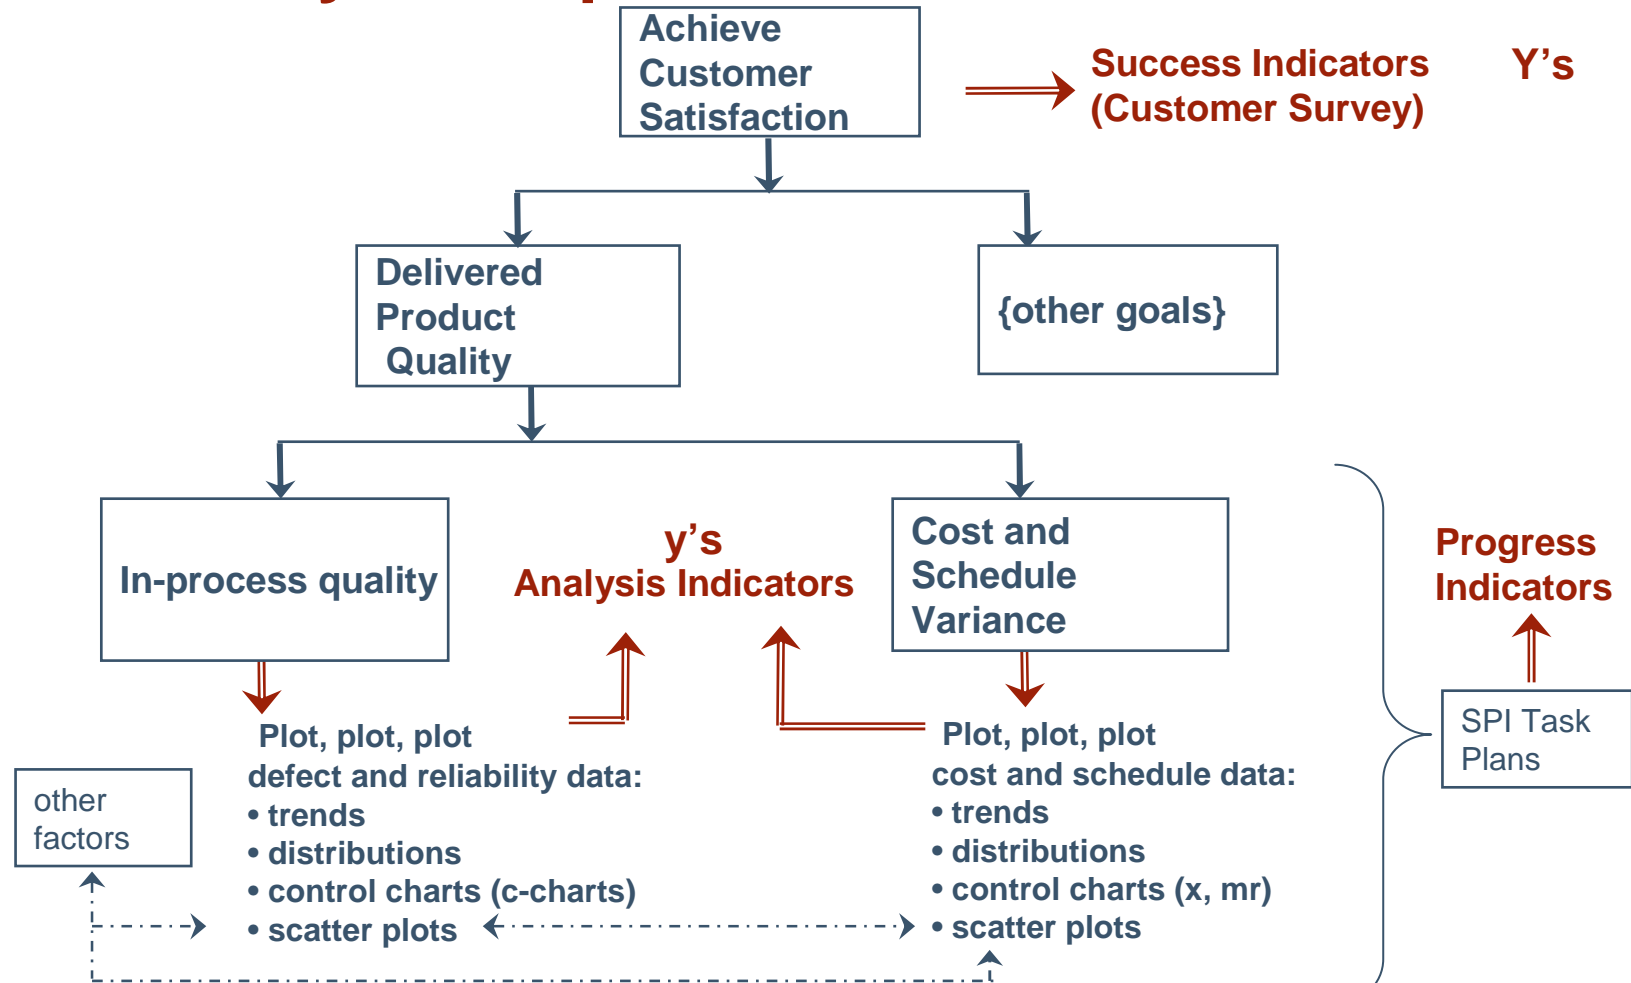 Achieve
Customer
Satisfaction
Success Indicators
(Customer Survey)
Y’s
Delivered
Product
Quality
{other goals}
In-process quality
y’s
Analysis Indicators
Cost and
Schedule
Variance
Progress
Indicators
SPI Task
Plans
Plot, plot, plot
defect and reliability data:
• trends
• distributions
• control charts (c-charts)
• scatter plots
Plot, plot, plot
cost and schedule data:
• trends
• distributions
• control charts (x, mr)
• scatter plots
other
factors